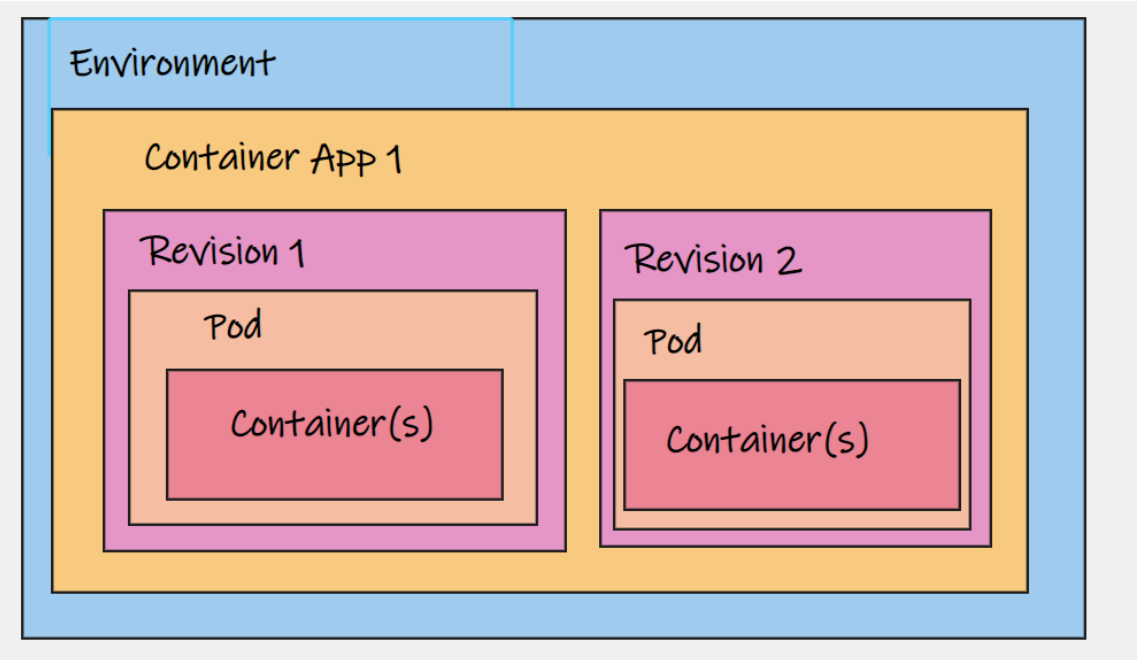 Environment
Container App 1
Revision 1
Revision 2
Pod
Pod
Container(s)
Container(s)